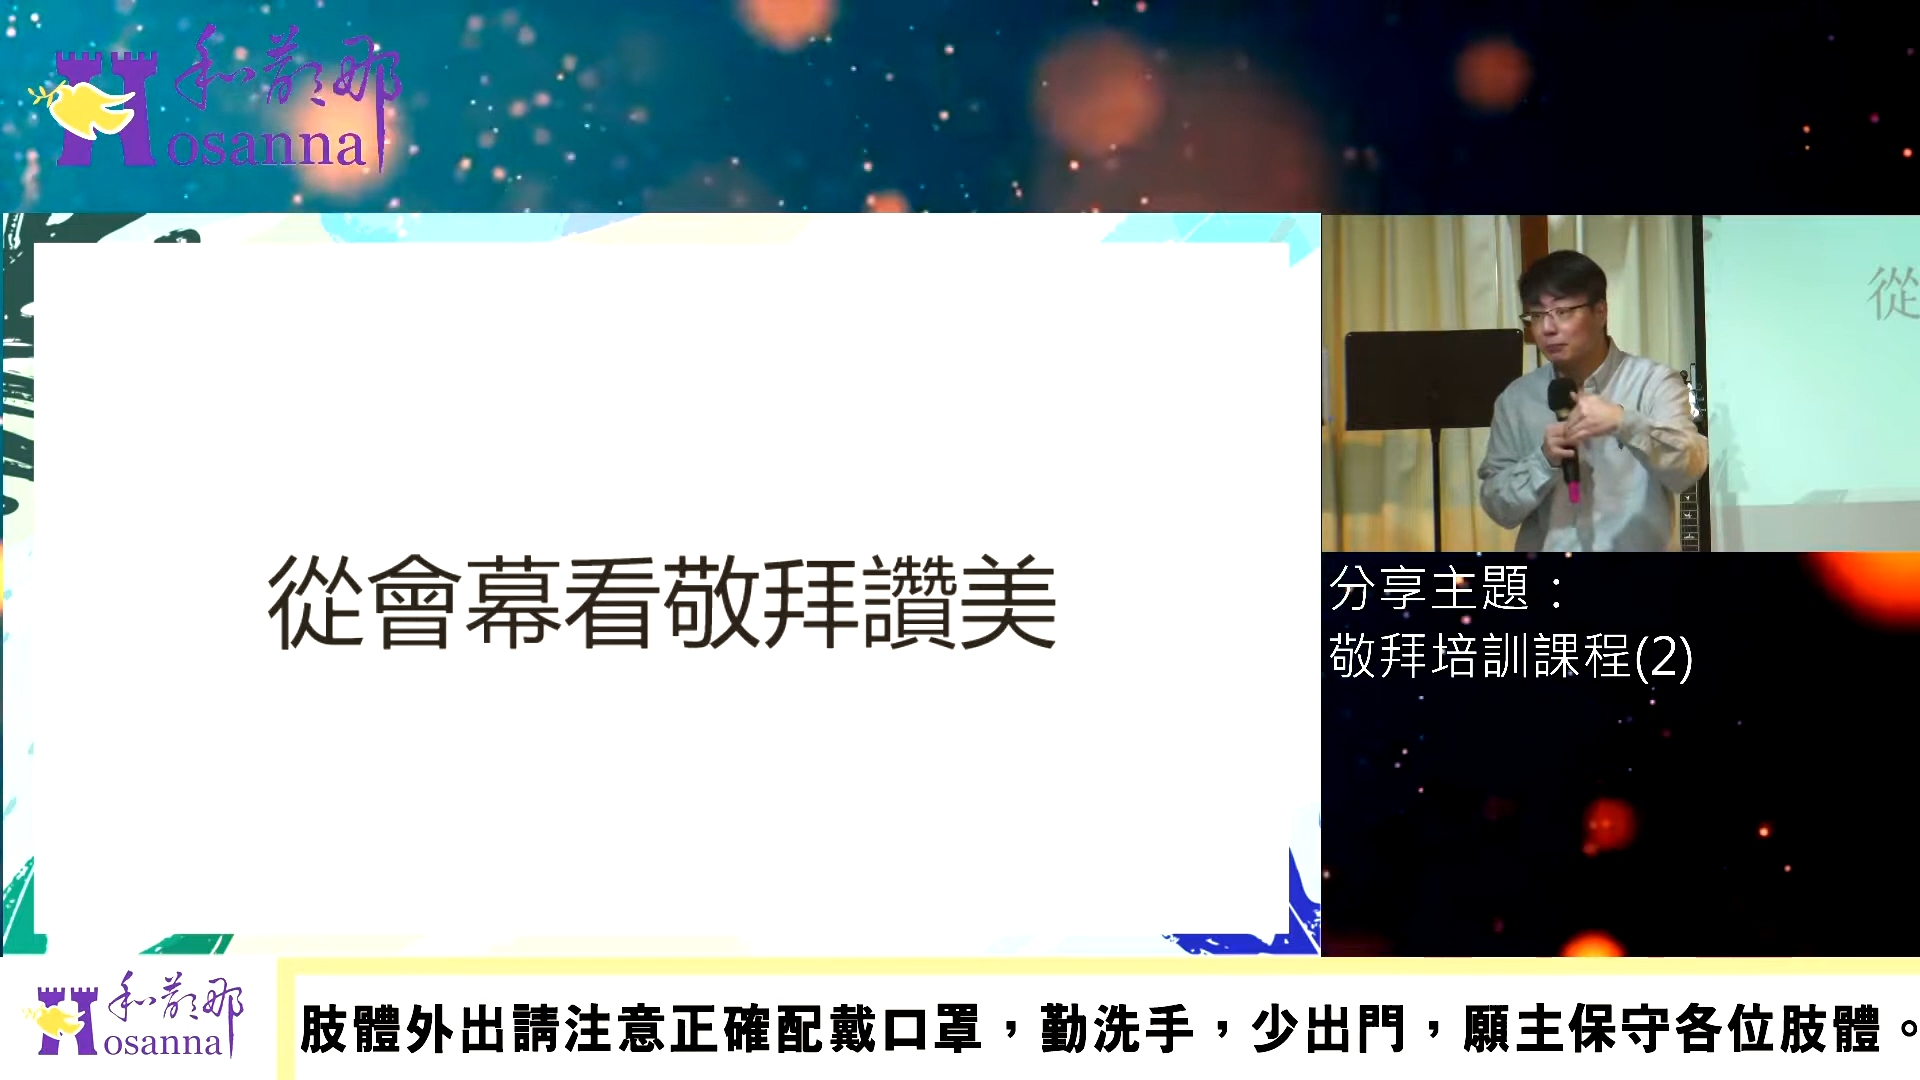 和散那
Hosanna
從會幕看敬拜讚美
從
分享主題：
敬拜培訓課程(2)
和散那
Hosanna
肢體外出請注意正確配戴口罩，勤洗手，少出門，願主保守各位肢體。